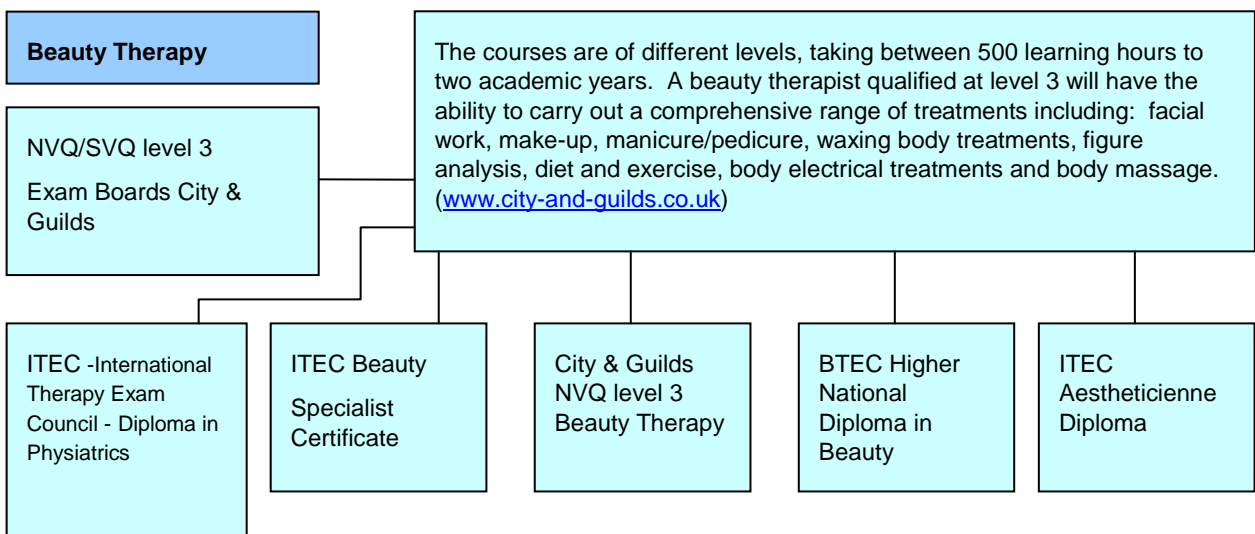 Beauty Therapy
The courses are of different levels, taking between 500 learning hours to
two academic years.  A beauty therapist qualified at level 3 will have the
ability to carry out a comprehensive range of treatments including:  facial
work, make-up, manicure/pedicure, waxing body treatments, figure
analysis, diet and exercise, body electrical treatments and body massage.
(www.city-and-guilds.co.uk)
NVQ/SVQ level 3
Exam Boards City &
Guilds
ITEC -International
Therapy Exam
Council - Diploma in
Physiatrics
ITEC Beauty
Specialist
Certificate
City & Guilds
NVQ level 3
Beauty Therapy
BTEC Higher
National
Diploma in
Beauty
ITEC
Aestheticienne
Diploma